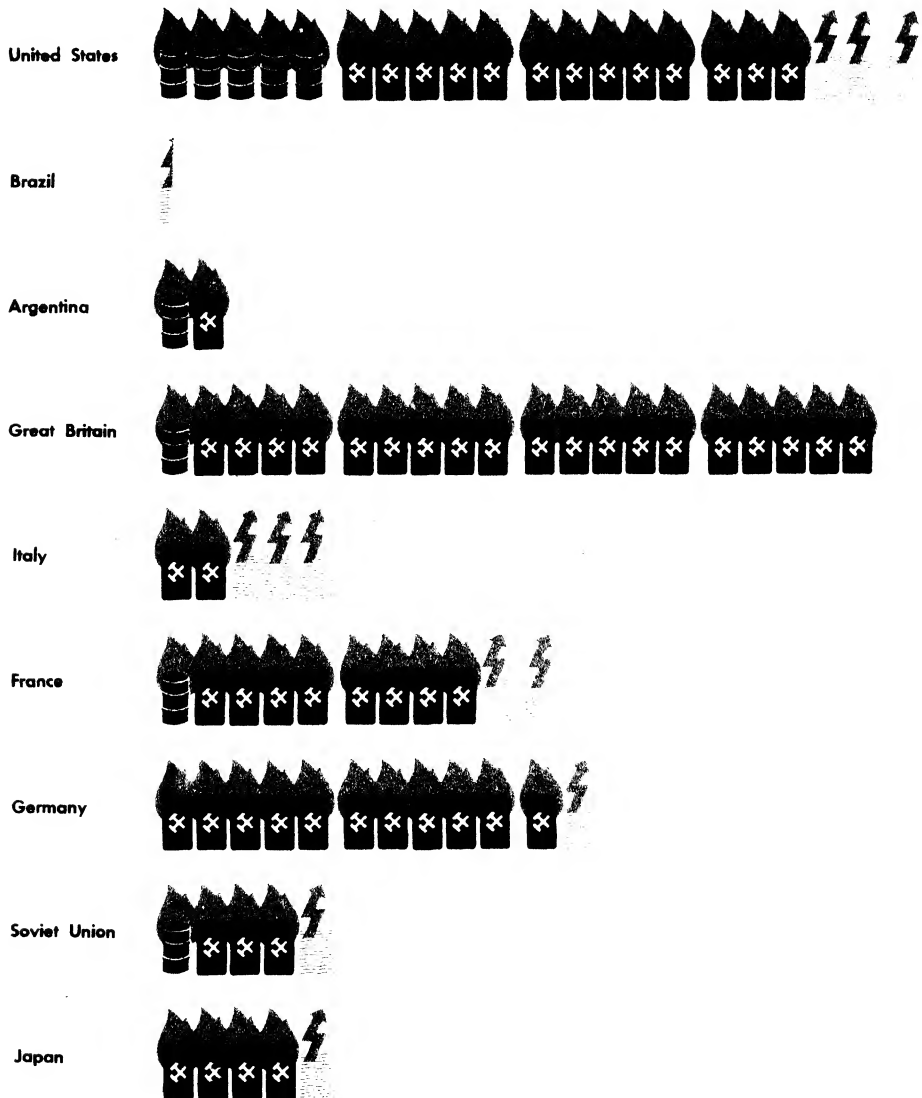 United States
Brazil
Argentina
Great Britain
Italy
France
Germany
Soviet Union
Japan